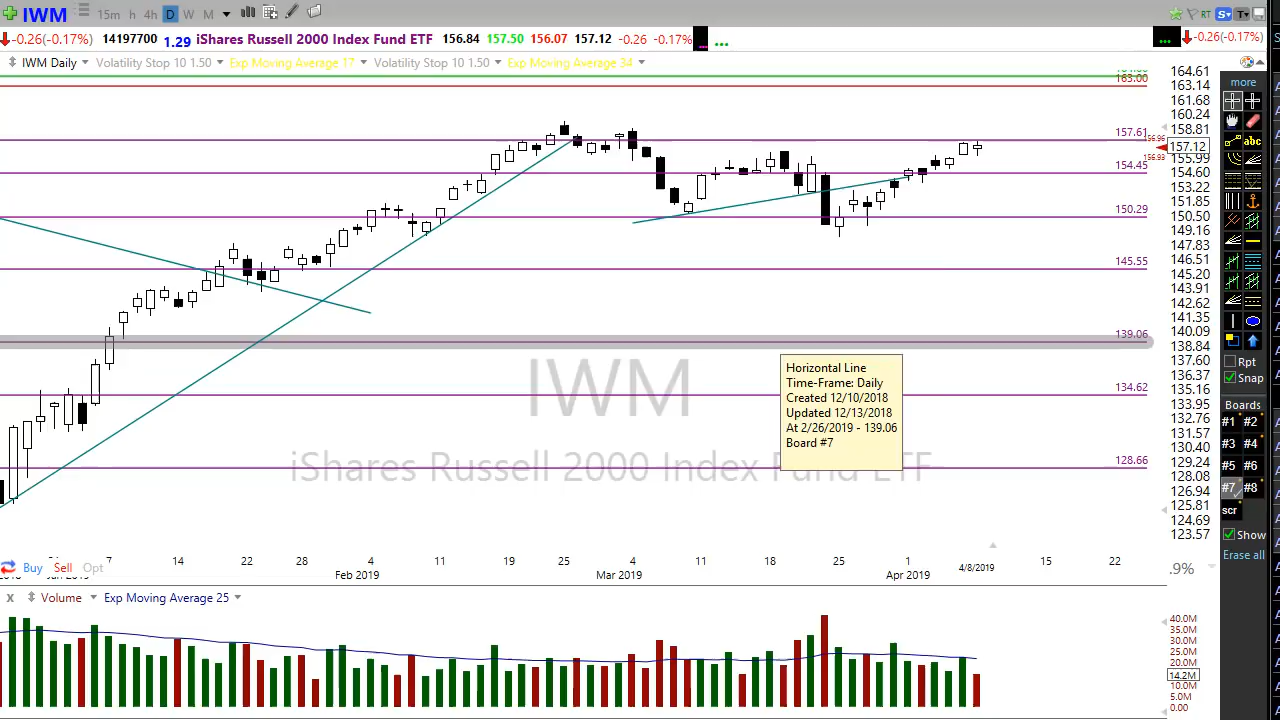 IWM 15m h 4h D W M RT S T
-0.26(-0.17%) 14197700 1.29 iShares Russell 2000 Index Fund ETF 156.84 157.50 156.07 157.12 -0.26 -0.17% ... ... -0.26(-0.17%)
IWM Daily Volatility Stop 10 1.50 Exp Moving Average 17 Volatility Stop 10 1.50 Exp Moving Average 34
164.61
163.00 163.14
161.68
160.24
158.81
157.61 156.96
157.12
156.93 155.99
154.45 154.60
153.22
151.85
150.29 150.50
149.16
147.83
145.55 146.51
145.20
143.91
142.62
141.35
139.06 140.09
138.84
137.60
136.37
134.62 135.16
133.95
132.76
131.57
130.40
128.66 129.24
128.08
126.94
125.81
124.69
123.57
IWM
iShares Russell 2000 Index Fund ETF
Horizontal Line
Time-Frame: Daily
Created 12/10/2018
Updated 12/13/2018
At 2/26/2019 - 139.06
Board #7
more
abc
Rpt
Snap
Boards
#1 #2
#3 #4
#5 #6
#7 #8
scr
Show
Erase all
7 14 22 28 4 11 19 25 4 11 18 25 1 4/8/2019 15 22
Buy Sell Opt
Feb 2019 Mar 2019 Apr 2019
.9%
x Volume Exp Moving Average 25
40.0M
35.0M
30.0M
25.0M
20.0M
14.2M
10.0M
5.0M
0.00